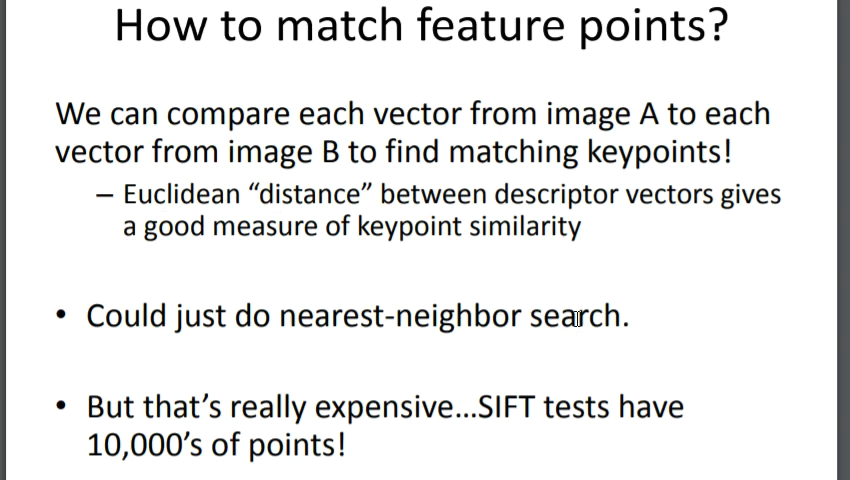 How to match feature points?
We can compare each vector from image A to each
vector from image B to find matching keypoints!
– Euclidean “distance” between descriptor vectors gives
a good measure of keypoint similarity
• Could just do nearest-neighbor search.
• But that’s really expensive…SIFT tests have
10,000’s of points!